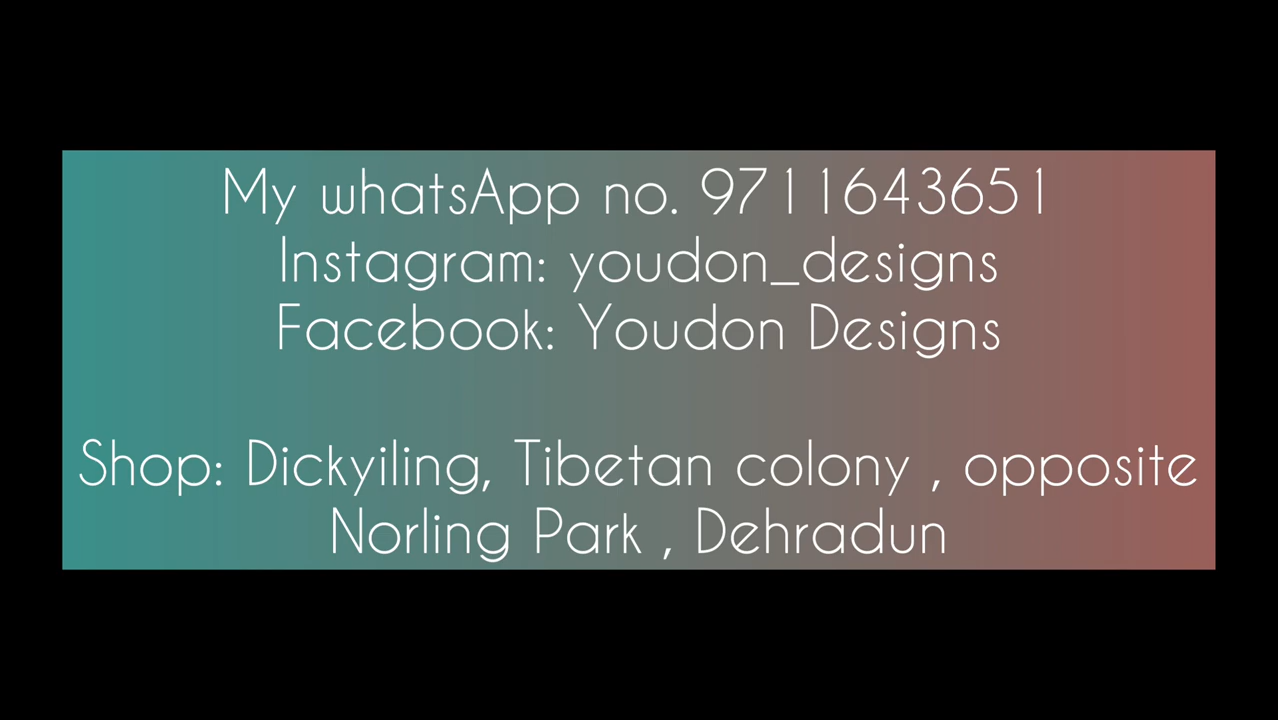 My whatsApp no. 9711643651
Instagram: youdon_designs
Facebook: Youdon Designs
Shop: Dickyiling, Tibetan colony , opposite
Norling Park , Dehradun